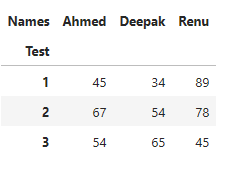 Names Ahmed Deepak Renu
Test
1 45 34 89
2 67 54 78
3 54 65 45